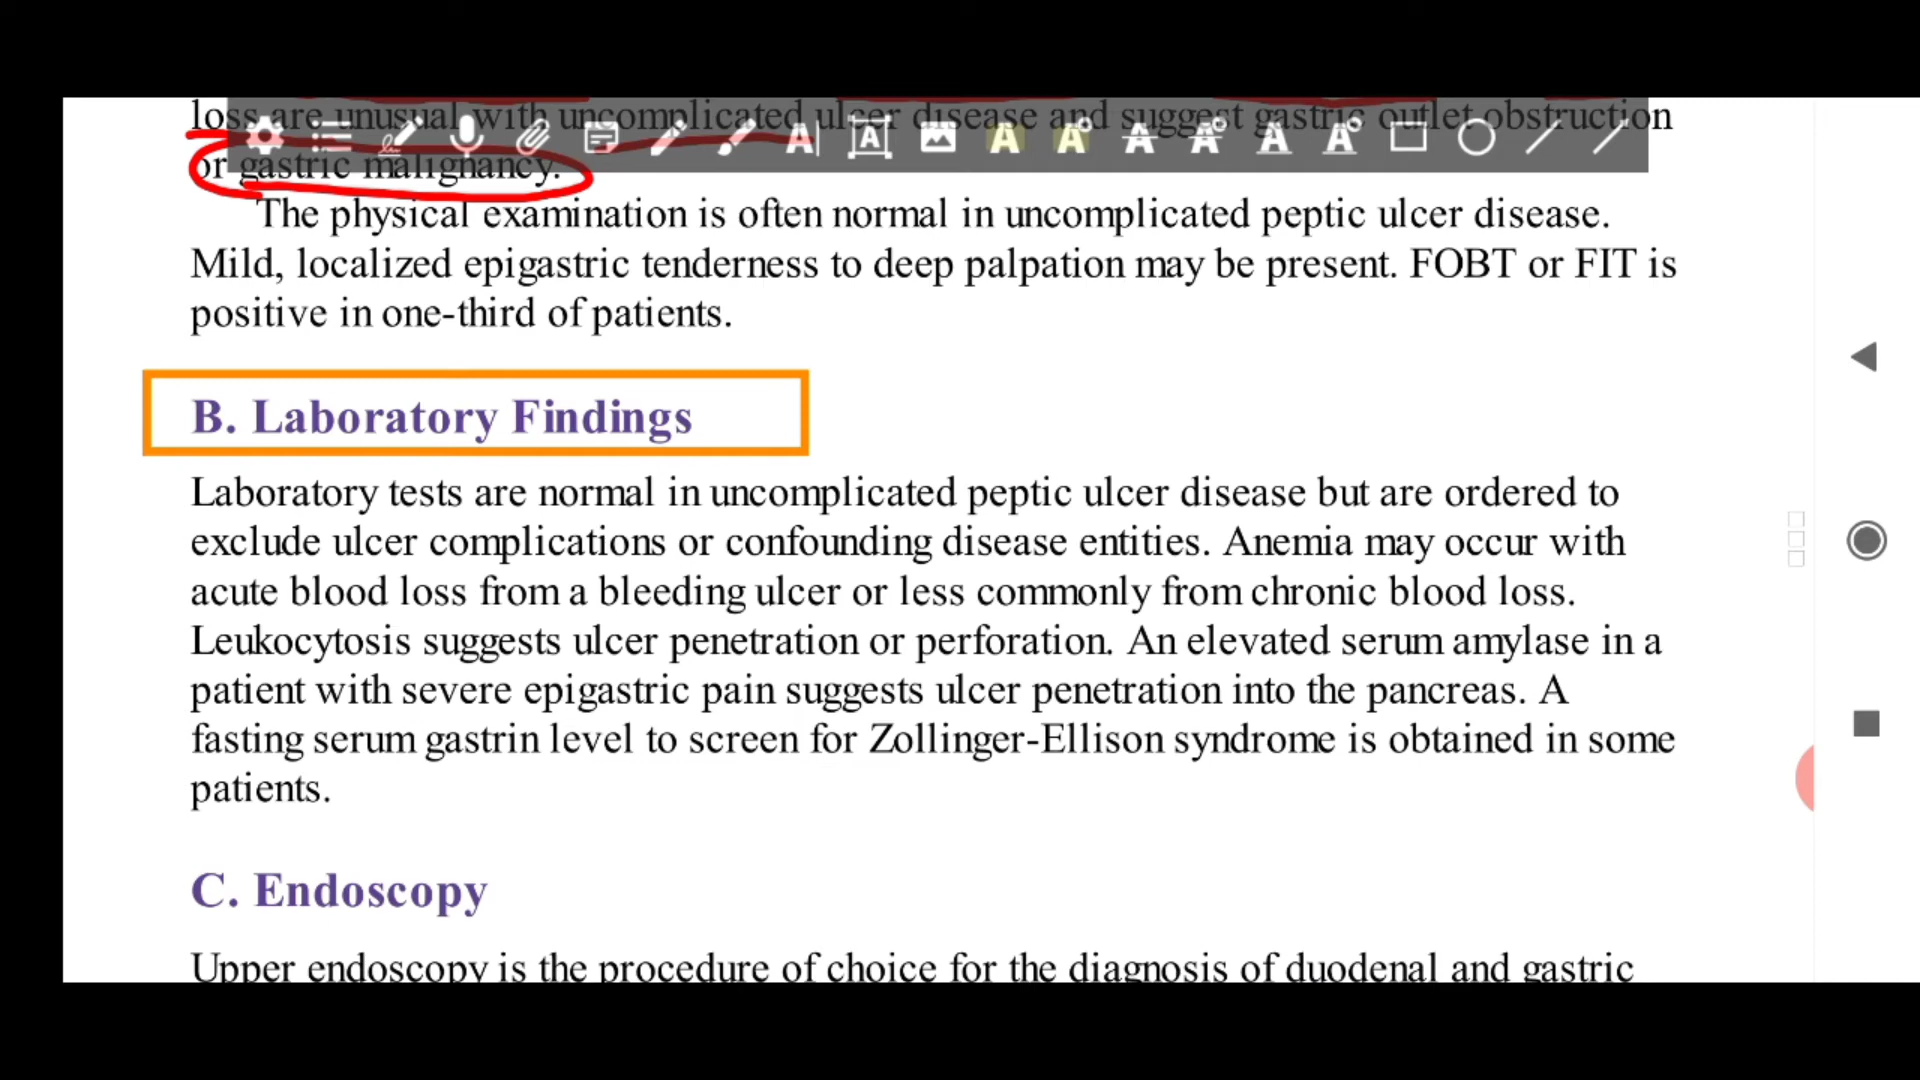 loss are unusual with uncomplicated ulcer disease and suggest gastric outlet obstruction
or gastric malignancy.
The physical examination is often normal in uncomplicated peptic ulcer disease.
Mild, localized epigastric tenderness to deep palpation may be present. FOBT or FIT is
positive in one-third of patients.
B. Laboratory Findings
Laboratory tests are normal in uncomplicated peptic ulcer disease but are ordered to
exclude ulcer complications or confounding disease entities. Anemia may occur with
acute blood loss from a bleeding ulcer or less commonly from chronic blood loss.
Leukocytosis suggests ulcer penetration or perforation. An elevated serum amylase in a
patient with severe epigastric pain suggests ulcer penetration into the pancreas. A
fasting serum gastrin level to screen for Zollinger-Ellison syndrome is obtained in some
patients.
C. Endoscopy
Upper endoscopy is the procedure of choice for the diagnosis of duodenal and gastric